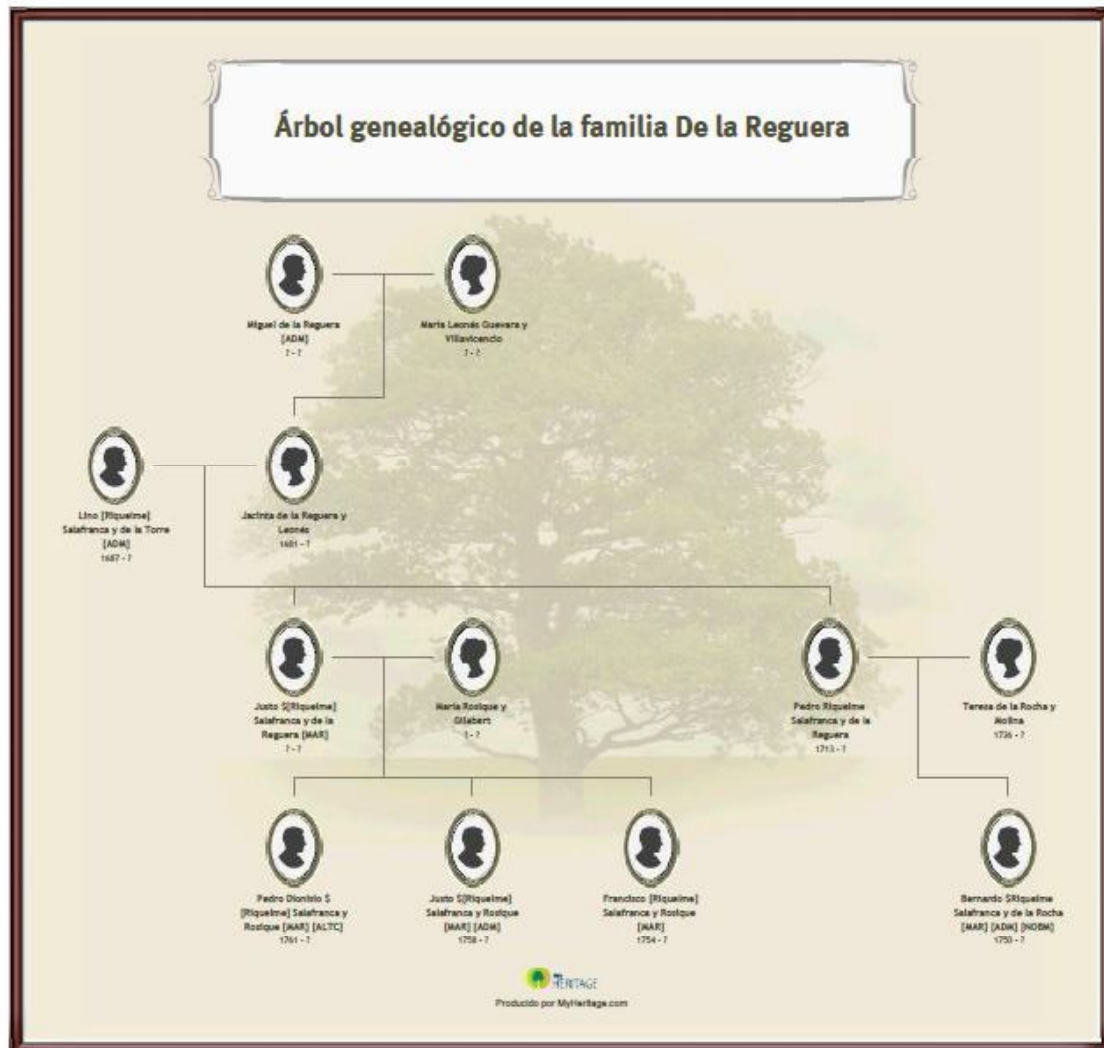 Árbol genealógico de la familia De la Reguera
Miguel de la Reguera
[ADM]
? - ?
María Leonés Guevara y
Villavicencio
? - ?
Lino [Riquelme]
Salafranca y de la Torre
[ADM]
1687 - ?
Jacinta de la Reguera y
Leonés
1681 - ?
Justo S[Riquelme]
Salafranca y de la
Reguera [MAR]
? - ?
María Rosique y
Gilabert
? - ?
Pedro Riquelme
Salafranca y de la
Reguera
1713 - ?
Teresa de la Rocha y
Molina
1726 - ?
Pedro Dionisio S
[Riquelme] Salafranca y
Rosique [MAR] [ALTC]
1761 - ?
Justo S[Riquelme]
Salafranca y Rosique
[MAR] [ADM]
1758 - ?
Francisco [Riquelme]
Salafranca y Rosique
[MAR]
1754 - ?
Bernardo SRiquelme
Salafranca y de la Rocha
[MAR] [ADM] [NOBM]
1750 - ?
MY HERITAGE
Producido por MyHeritage.com